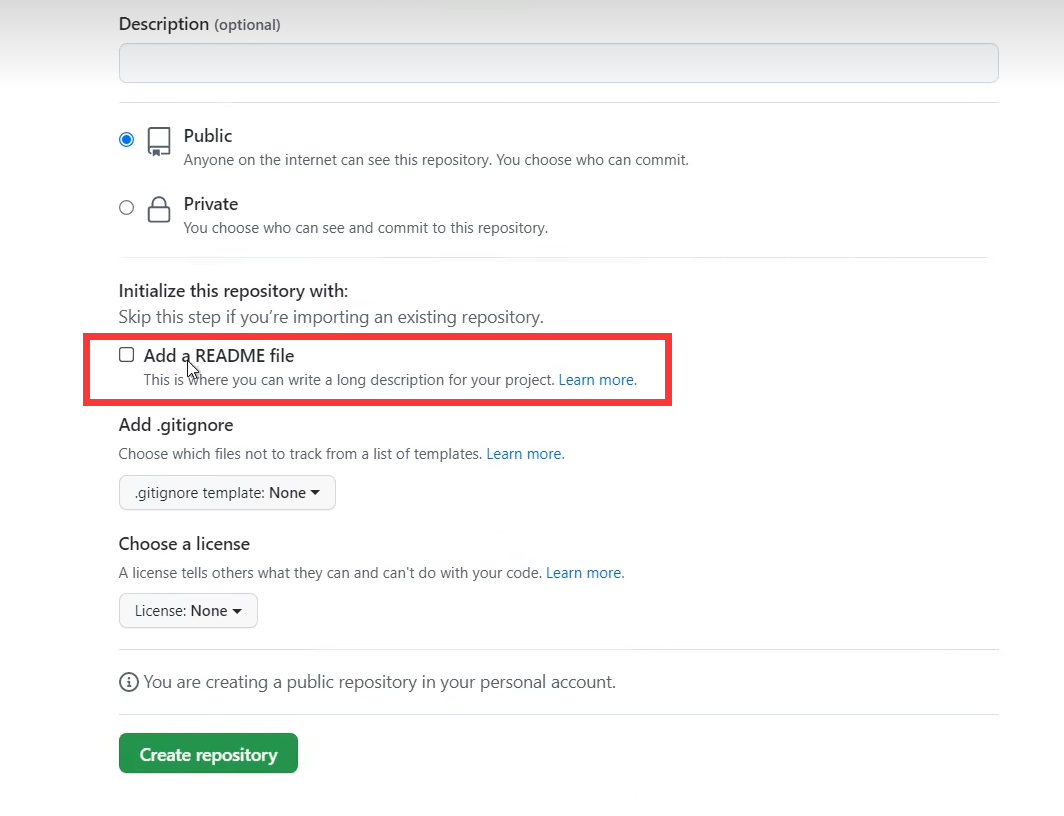 Description (optional)
Public
Anyone on the internet can see this repository. You choose who can commit.
Private
You choose who can see and commit to this repository.
Initialize this repository with:
Skip this step if you’re importing an existing repository.
Add a README file
This is where you can write a long description for your project. Learn more.
Add .gitignore
Choose which files not to track from a list of templates. Learn more.
.gitignore template: None
Choose a license
A license tells others what they can and can't do with your code. Learn more.
License: None
You are creating a public repository in your personal account.
Create repository